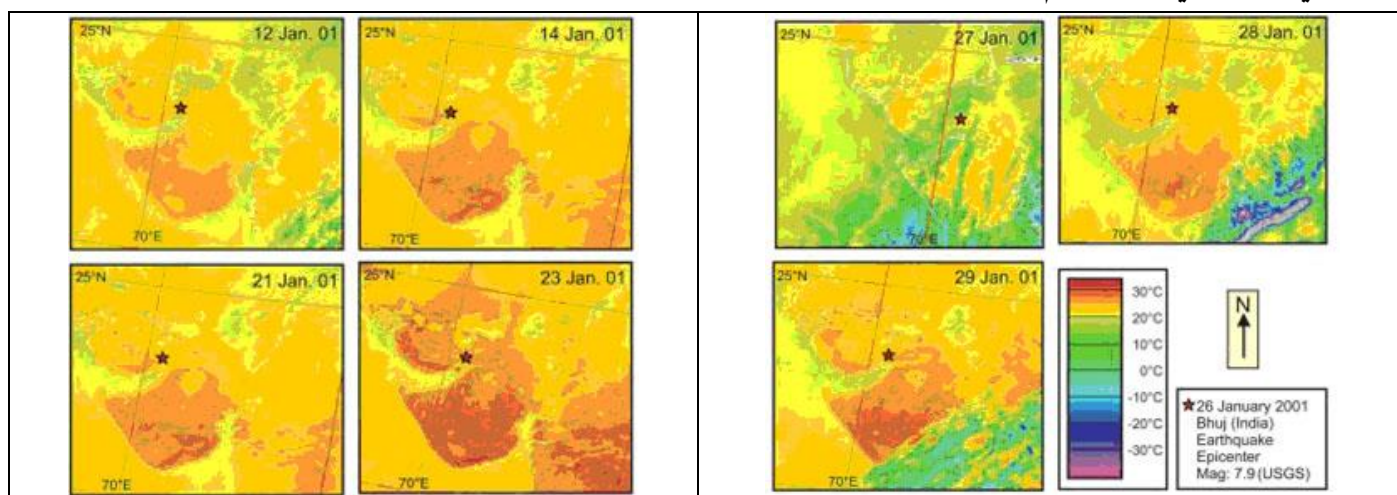 12 Jan. 01
25°N
70°E
14 Jan. 01
25°N
70°E
21 Jan. 01
25°N
70°E
23 Jan. 01
25°N
70°E
27 Jan. 01
25°N
70°E
28 Jan. 01
25°N
70°E
29 Jan. 01
25°N
70°E
30°C
20°C
10°C
0°C
-10°C
-20°C
-30°C
N
26 January 2001
Bhuj (India)
Earthquake
Epicenter
Mag: 7.9 (USGS)